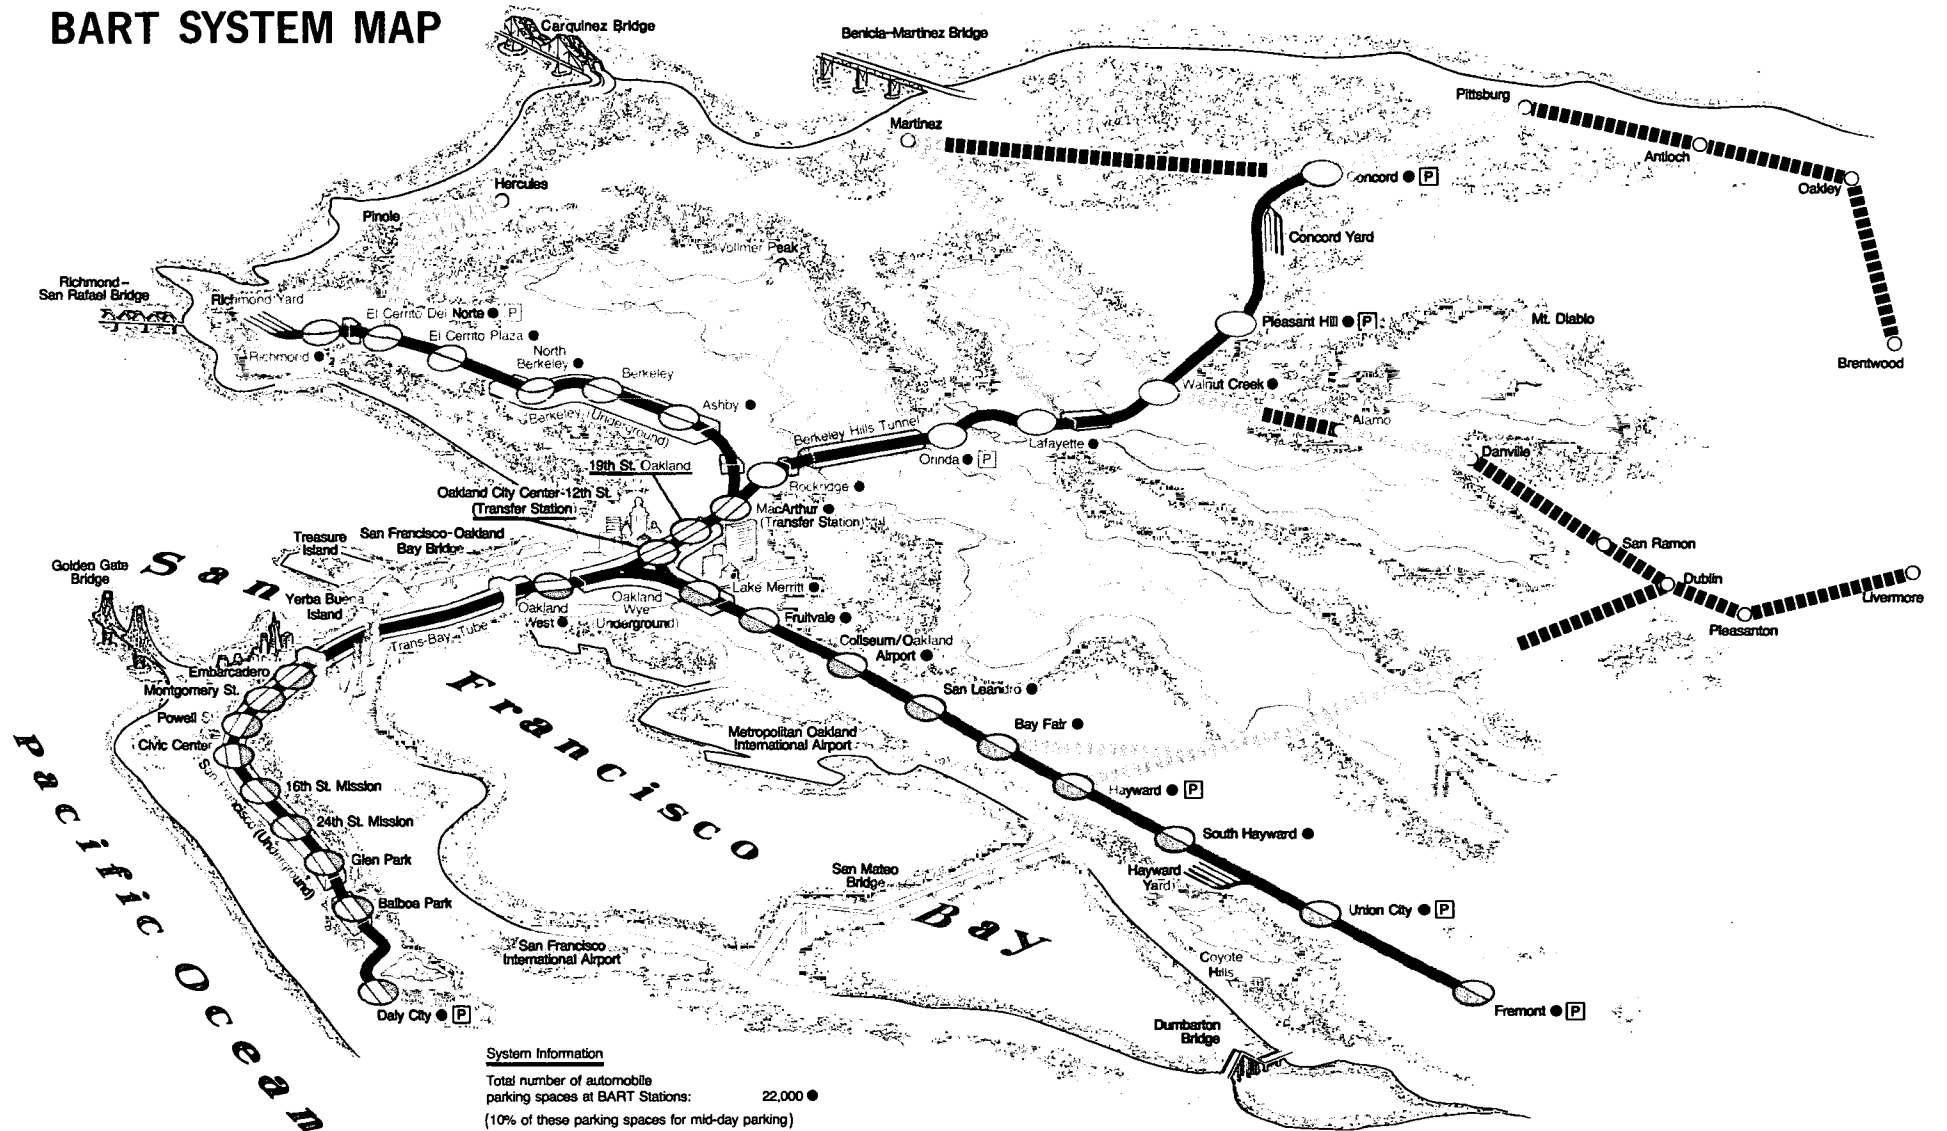 BART SYSTEM MAP
Carquinez Bridge
Benicia-Martinez Bridge
Pittsburg
Martinez
Antioch
Concord ● P
Oakley
Hercules
Pinole
Concord Yard
Vollmer Peak
Richmond-
San Rafael Bridge
Richmond Yard
El Cerrito Del Norte ● P
El Cerrito Plaza ●
Richmond ●
North
Berkeley ●
Berkeley
Ashby ●
Berkeley (Underground)
Pleasant Hill ● P
Mt. Diablo
Brentwood
Walnut Creek ●
Alamo
Berkeley Hills Tunnel
Lafayette ●
Orinda ● P
Danville
19th St. Oakland
Rockridge ●
Oakland City Center-12th St.
(Transfer Station)
MacArthur ●
(Transfer Station)
San Francisco-Oakland
Bay Bridge
Treasure
Island
Golden Gate
Bridge
Yerba Buena
Island
San Ramon
Dublin
Livermore
Pleasanton
Lake Merritt ●
Oakland
West ●
Oakland
Wye
(Underground)
Fruitvale ●
Trans-Bay Tube
Coliseum/Oakland
Airport ●
Embarcadero
Montgomery St.
Powell St
Civic Center
San Leandro ●
Bay Fair ●
Metropolitan Oakland
International Airport
16th St. Mission
24th St. Mission
San Francisco (Underground)
Glen Park
Balboa Park
Hayward ● P
South Hayward ●
Hayward
Yard
San Mateo
Bridge
Union City ● P
San Francisco
International Airport
Coyote
Hills
Daly City ● P
Fremont ● P
Dumbarton
Bridge
San Francisco Bay
Pacific Ocean
System Information
Total number of automobile
parking spaces at BART Stations: 22,000 ●
(10% of these parking spaces for mid-day parking)